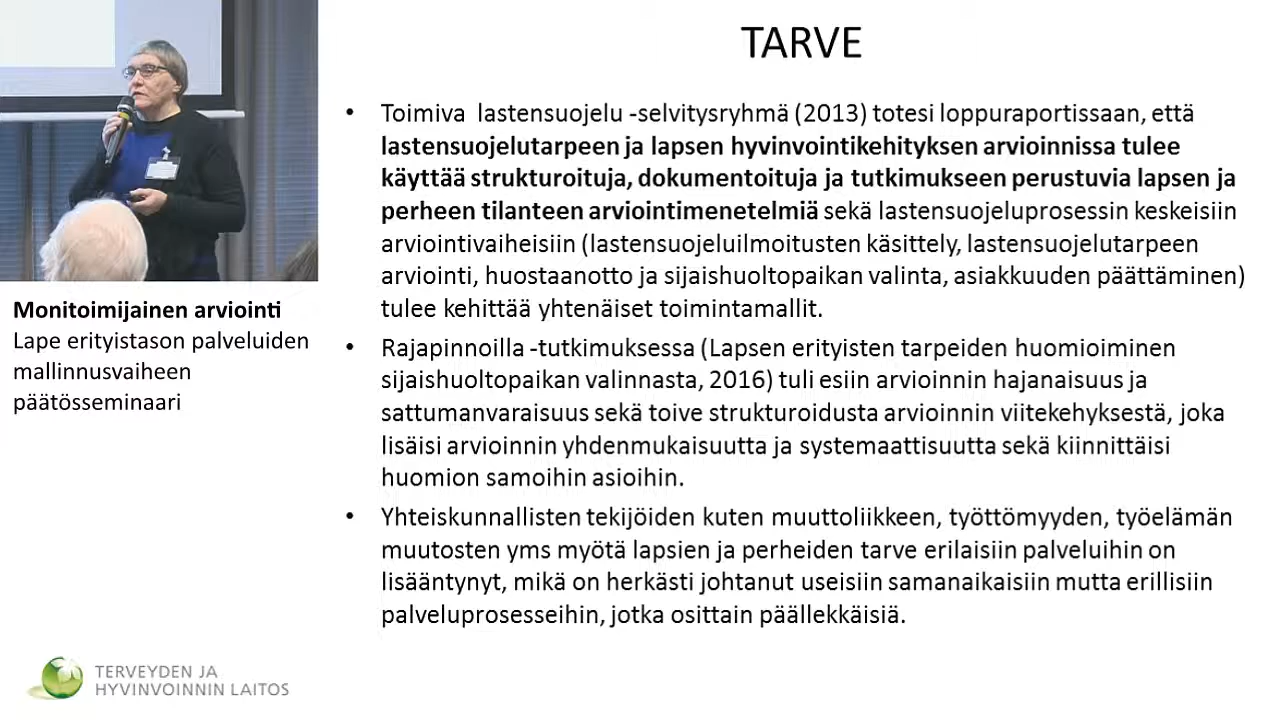 TARVE
• Toimiva lastensuojelu -selvitysryhmä (2013) totesi loppuraportissaan, että
lastensuojelutarpeen ja lapsen hyvinvointikehityksen arvioinnissa tulee
käyttää strukturoituja, dokumentoituja ja tutkimukseen perustuvia lapsen ja
perheen tilanteen arviointimenetelmiä sekä lastensuojeluprosessin keskeisiin
arviointivaiheisiin (lastensuojeluilmoitusten käsittely, lastensuojelutarpeen
arviointi, huostaanotto ja sijaishuoltopaikan valinta, asiakkuuden päättäminen)
tulee kehittää yhtenäiset toimintamallit.
• Rajapinnoilla -tutkimuksessa (Lapsen erityisten tarpeiden huomioiminen
sijaishuoltopaikan valinnasta, 2016) tuli esiin arvioinnin hajanaisuus ja
sattumanvaraisuus sekä toive strukturoidusta arvioinnin viitekehyksestä, joka
lisäisi arvioinnin yhdenmukaisuutta ja systemaattisuutta sekä kiinnittäisi
huomion samoihin asioihin.
• Yhteiskunnallisten tekijöiden kuten muuttoliikkeen, työttömyyden, työelämän
muutosten yms myötä lapsien ja perheiden tarve erilaisiin palveluihin on
lisääntynyt, mikä on herkästi johtanut useisiin samanaikaisiin mutta erillisiin
palveluprosesseihin, jotka osittain päällekkäisiä.
Monitoimijainen arviointi
Lape erityistason palveluiden
mallinnusvaiheen
päätösseminaari
TERVEYDEN JA
HYVINVOINNIN LAITOS